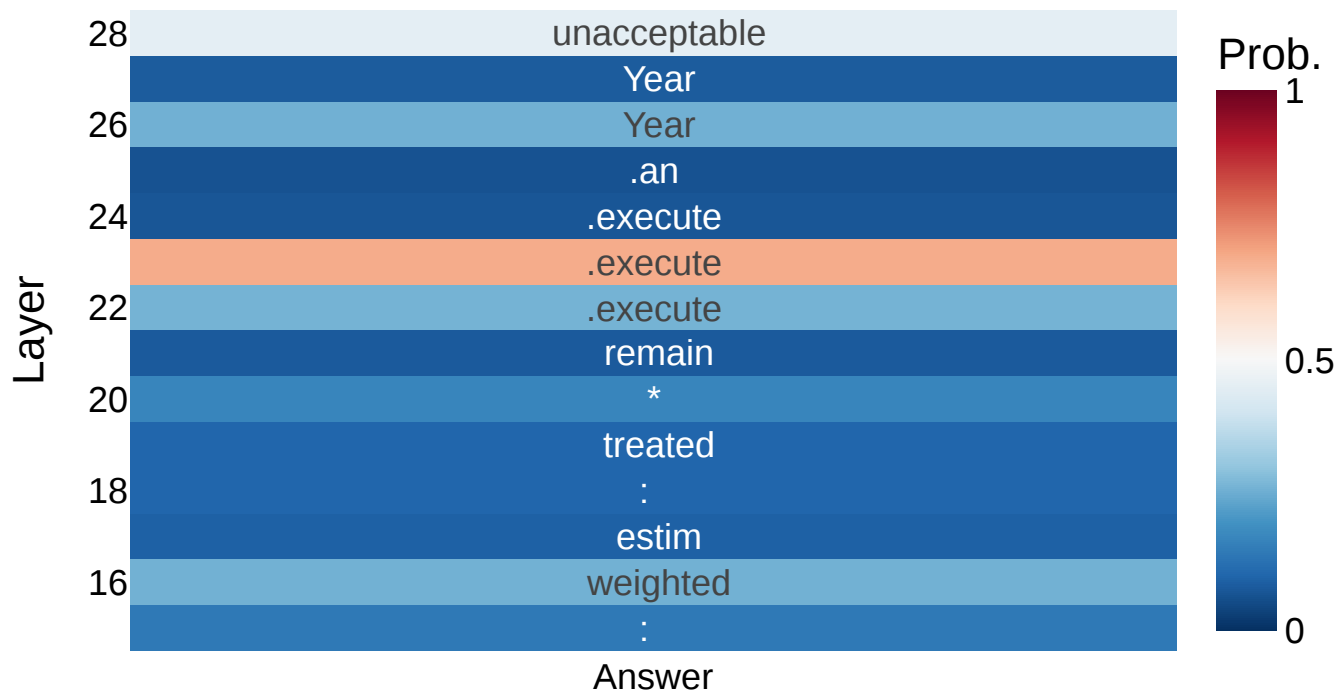 28 unacceptable
Prob.
Year
1
26 Year
.an
24 .execute
.execute
Layer
22 .execute
remain
0.5
20 *
treated
18 :
estim
16 weighted
:
0
Answer